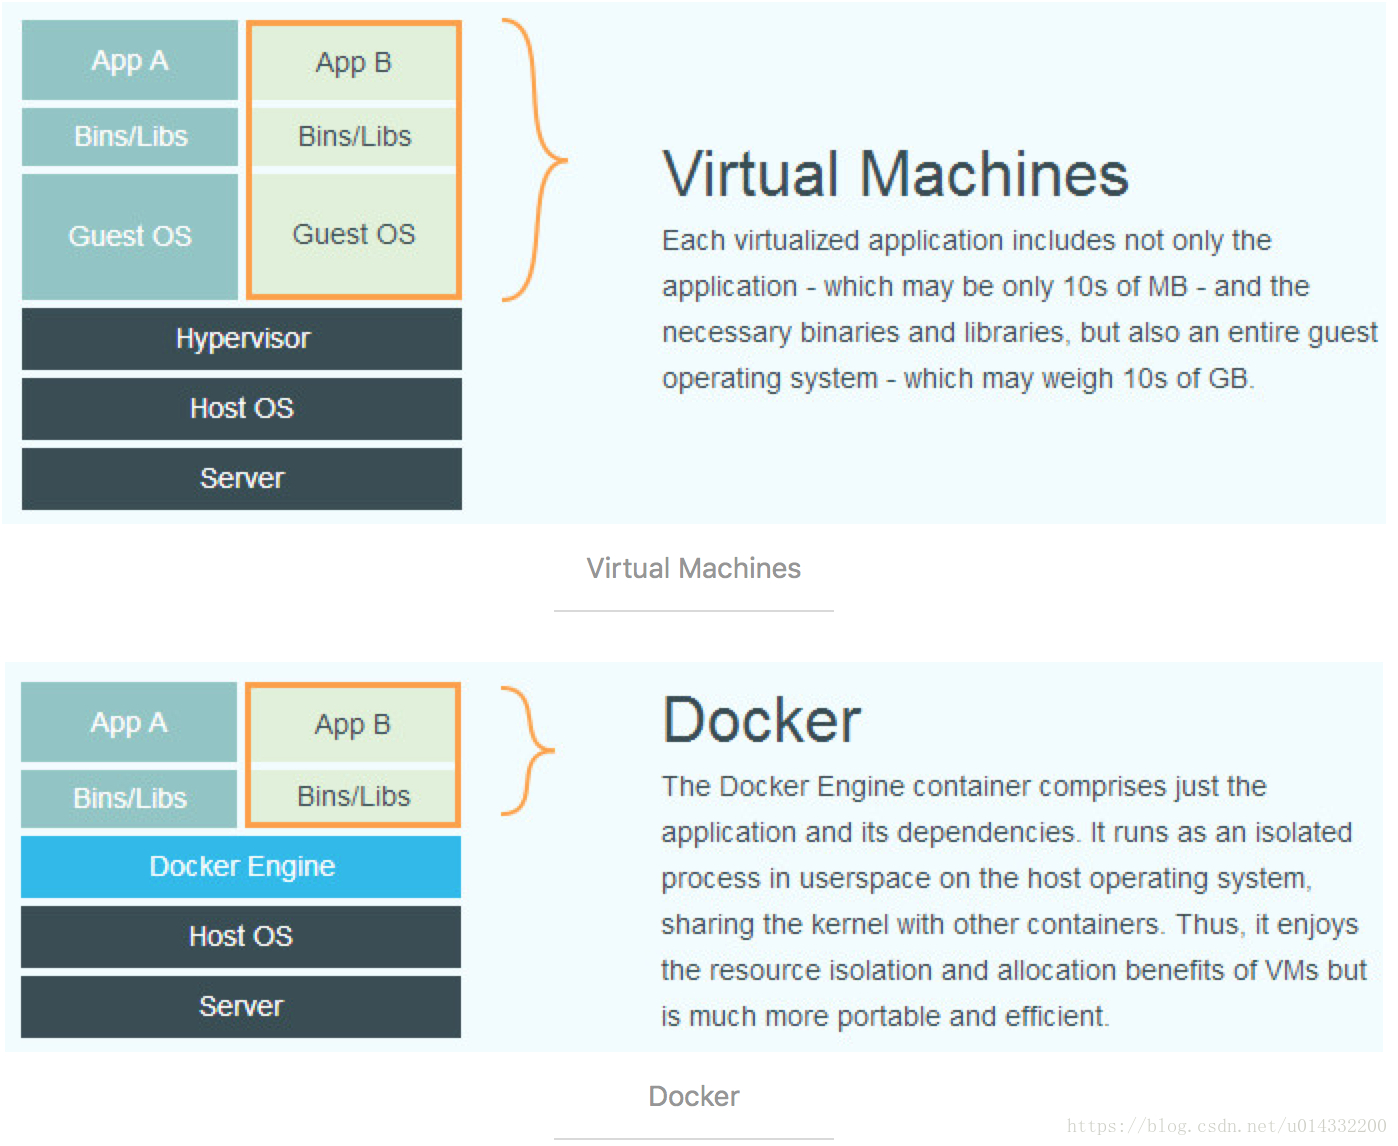 App A
App B
Bins/Libs
Bins/Libs
Guest OS
Guest OS
Hypervisor
Host OS
Server
Virtual Machines
Each virtualized application includes not only the
application - which may be only 10s of MB - and the
necessary binaries and libraries, but also an entire guest
operating system - which may weigh 10s of GB.
Virtual Machines
App A
App B
Bins/Libs
Bins/Libs
Docker Engine
Host OS
Server
Docker
The Docker Engine container comprises just the
application and its dependencies. It runs as an isolated
process in userspace on the host operating system,
sharing the kernel with other containers. Thus, it enjoys
the resource isolation and allocation benefits of VMs but
is much more portable and efficient.
Docker
https://blog.csdn.net/u014332200